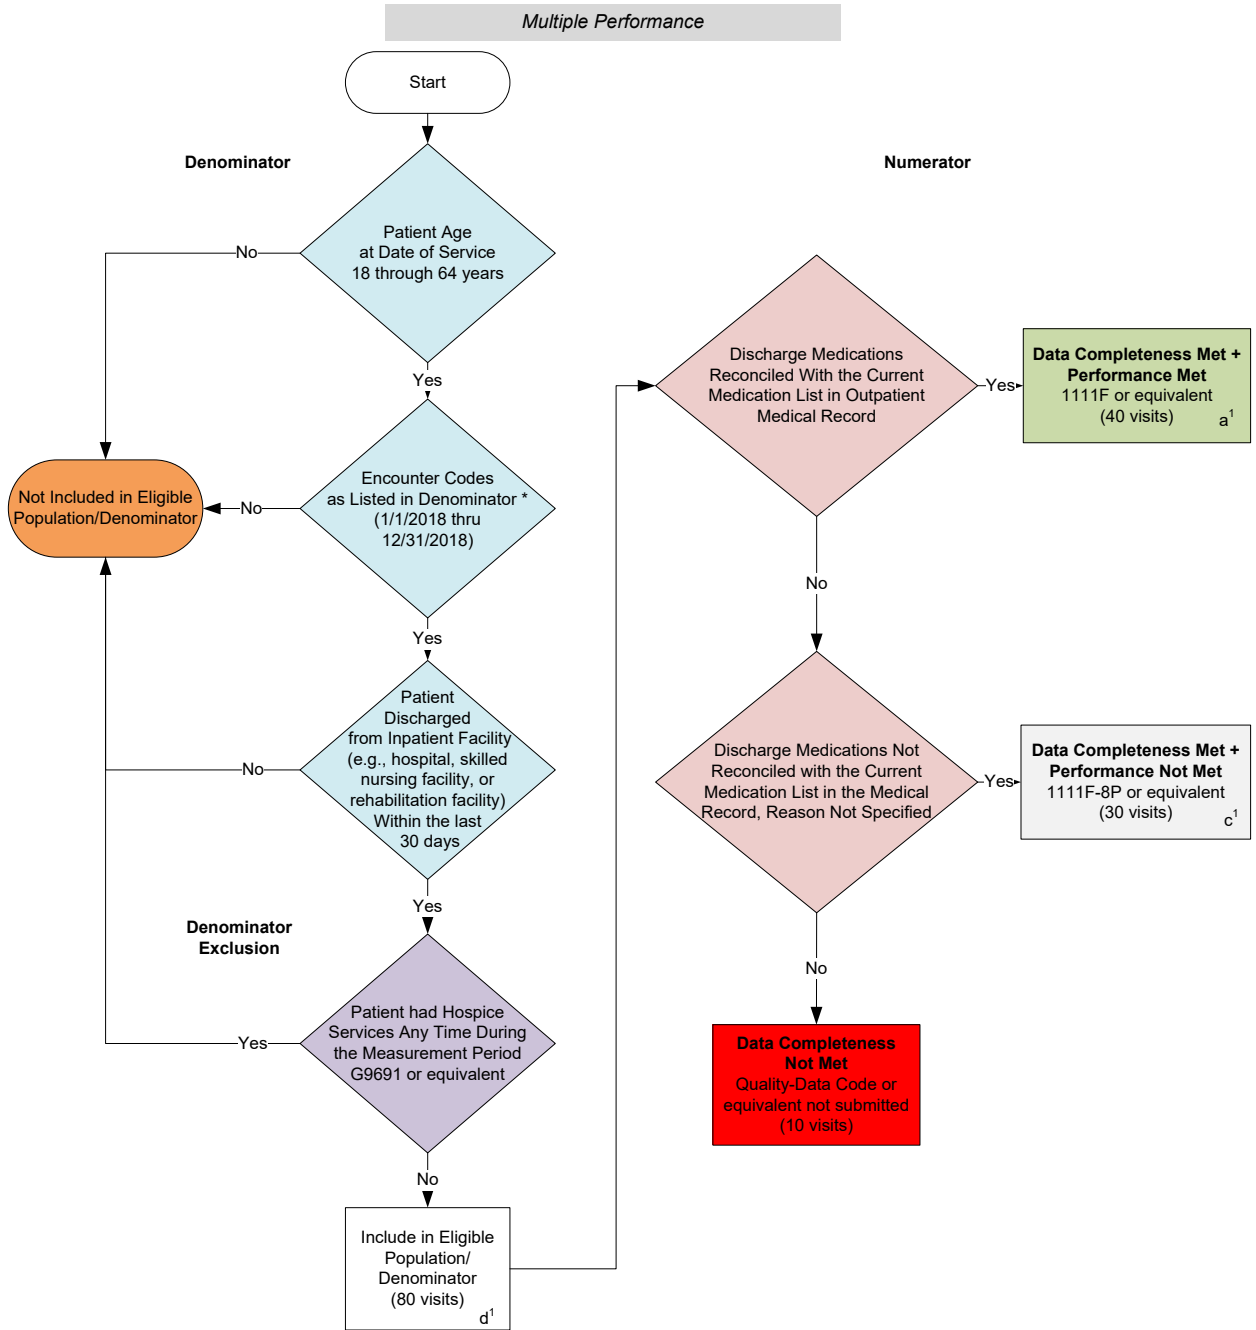 Multiple Performance
Start
Denominator
Numerator
Patient Age
at Date of Service
18 through 64 years
No
Yes
Encounter Codes
as Listed in Denominator *
(1/1/2018 thru
12/31/2018)
No
Not Included in Eligible
Population/Denominator
Yes
Patient
Discharged
from Inpatient Facility
(e.g., hospital, skilled
nursing facility, or
rehabilitation facility)
Within the last
30 days
No
Yes
Denominator
Exclusion
Patient had Hospice
Services Any Time During
the Measurement Period
G9691 or equivalent
Yes
No
Include in Eligible
Population/
Denominator
(80 visits)
d¹
Discharge Medications
Reconciled With the Current
Medication List in Outpatient
Medical Record
Yes
Data Completeness Met +
Performance Met
1111F or equivalent
(40 visits)
a¹
No
Discharge Medications Not
Reconciled with the Current
Medication List in the Medical
Record, Reason Not Specified
Yes
Data Completeness Met +
Performance Not Met
1111F-8P or equivalent
(30 visits)
c¹
No
Data Completeness
Not Met
Quality-Data Code or
equivalent not submitted
(10 visits)